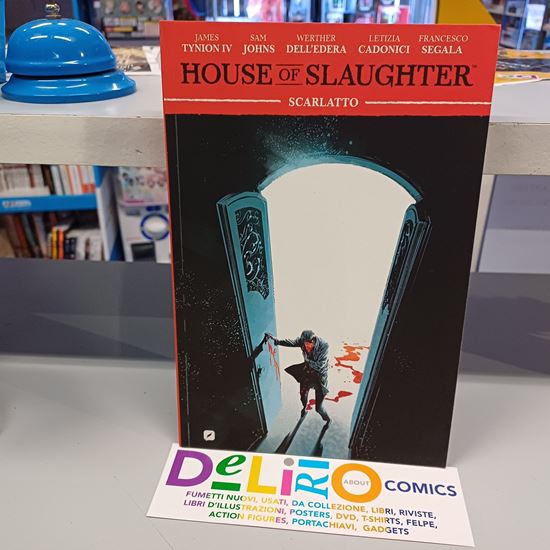 JAMES TYNION IV
SAM JOHNS
WERTHER DELL'EDERA
LETIZIA CADONICI
FRANCESCO SEGALA
HOUSE OF SLAUGHTER™
SCARLATTO
DELIRIO ABOUT COMICS
FUMETTI NUOVI, USATI, DA COLLEZIONE, LIBRI, RIVISTE,
LIBRI D'ILLUSTRAZIONI, POSTERS, DVD, T-SHIRTS, FELPE,
ACTION FIGURES, PORTACHIAVI, GADGETS